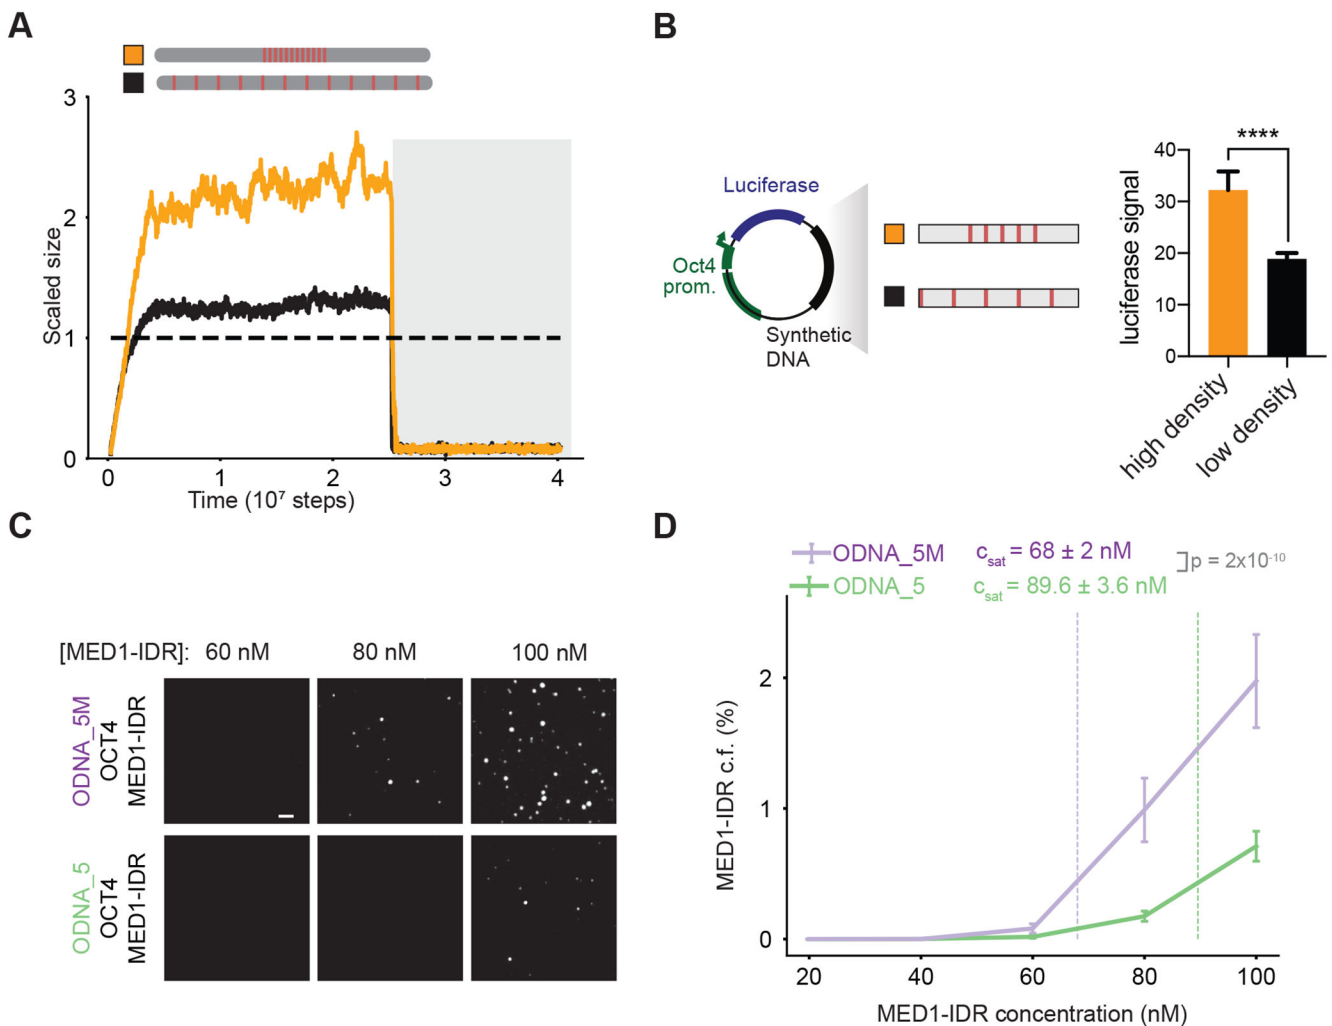 A
3
2
1
0
Scaled size
0 1 2 3 4
Time (10⁷ steps)
B
Luciferase
Oct4
prom.
Synthetic
DNA
****
40
30
20
10
0
luciferase signal
high density
low density
C
[MED1-IDR]: 60 nM 80 nM 100 nM
ODNA_5M
OCT4
MED1-IDR
ODNA_5
OCT4
MED1-IDR
D
ODNA_5M c_sat = 68 ± 2 nM
ODNA_5 c_sat = 89.6 ± 3.6 nM
p = 2x10⁻¹⁰
2
1
0
MED1-IDR c.f. (%)
20 40 60 80 100
MED1-IDR concentration (nM)